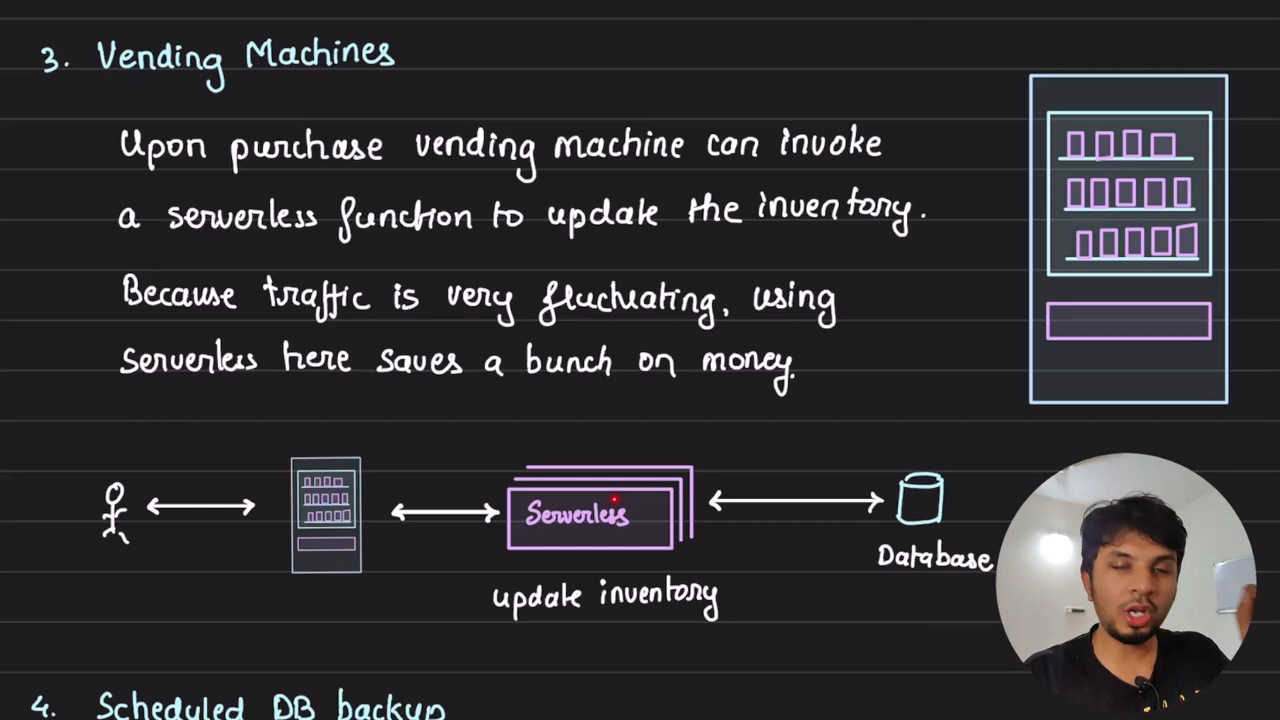 3. Vending Machines
Upon purchase vending machine can invoke
a serverless function to update the inventory.
Because traffic is very fluctuating, using
Serverless here saves a bunch on money.
Serverless
Database
update inventory
4. Scheduled DB backup